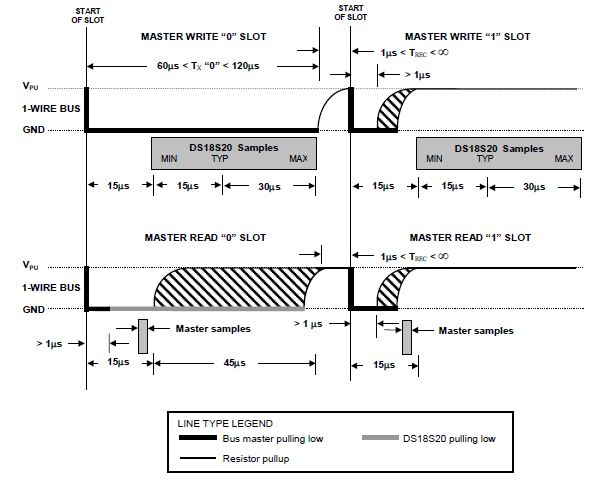 START
OF SLOT
START
OF SLOT
MASTER WRITE “0” SLOT
MASTER WRITE “1” SLOT
1µs < TREC < ∞
60µs < TX “0” < 120µs
> 1µs
VPU
1-WIRE BUS
GND
DS18S20 Samples
MIN TYP MAX
DS18S20 Samples
MIN TYP MAX
15µs 15µs 30µs 15µs 15µs 30µs
MASTER READ “0” SLOT
MASTER READ “1” SLOT
1µs < TREC < ∞
VPU
1-WIRE BUS
GND
> 1 µs
Master samples
Master samples
> 1µs
15µs 45µs 15µs
LINE TYPE LEGEND
Bus master pulling low
DS18S20 pulling low
Resistor pullup